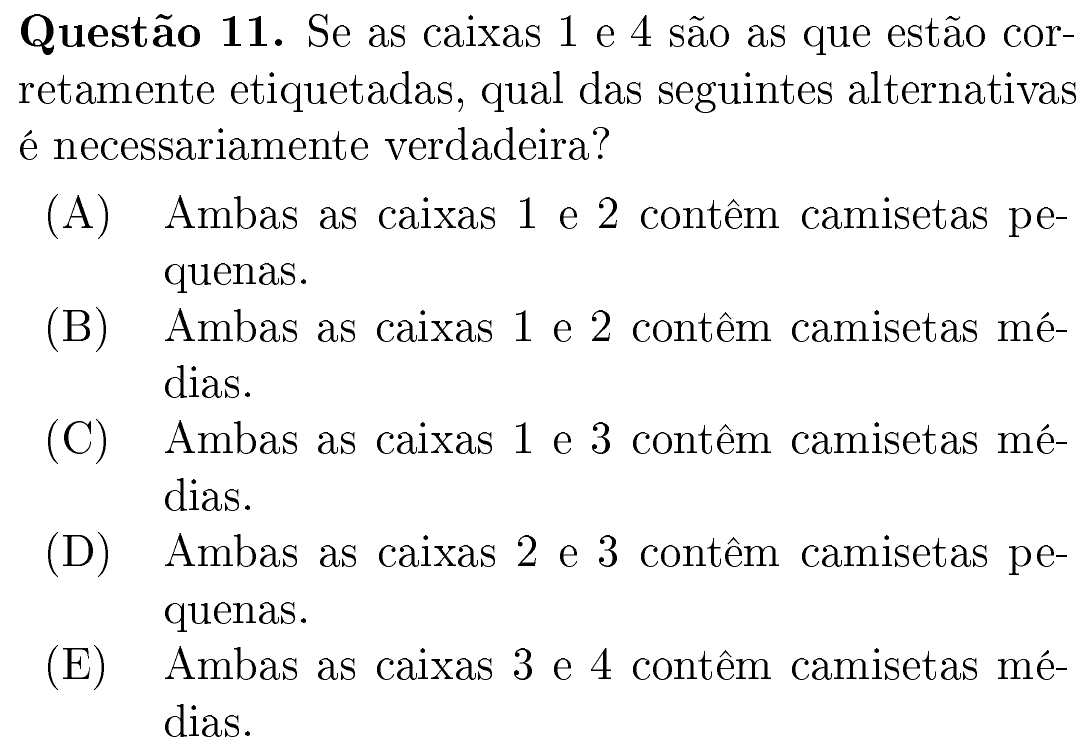 Questão 11. Se as caixas 1 e 4 são as que estão cor-
retamente etiquetadas, qual das seguintes alternativas
é necessariamente verdadeira?
(A) Ambas as caixas 1 e 2 contêm camisetas pe-
quenas.
(B) Ambas as caixas 1 e 2 contêm camisetas mé-
dias.
(C) Ambas as caixas 1 e 3 contêm camisetas mé-
dias.
(D) Ambas as caixas 2 e 3 contêm camisetas pe-
quenas.
(E) Ambas as caixas 3 e 4 contêm camisetas mé-
dias.